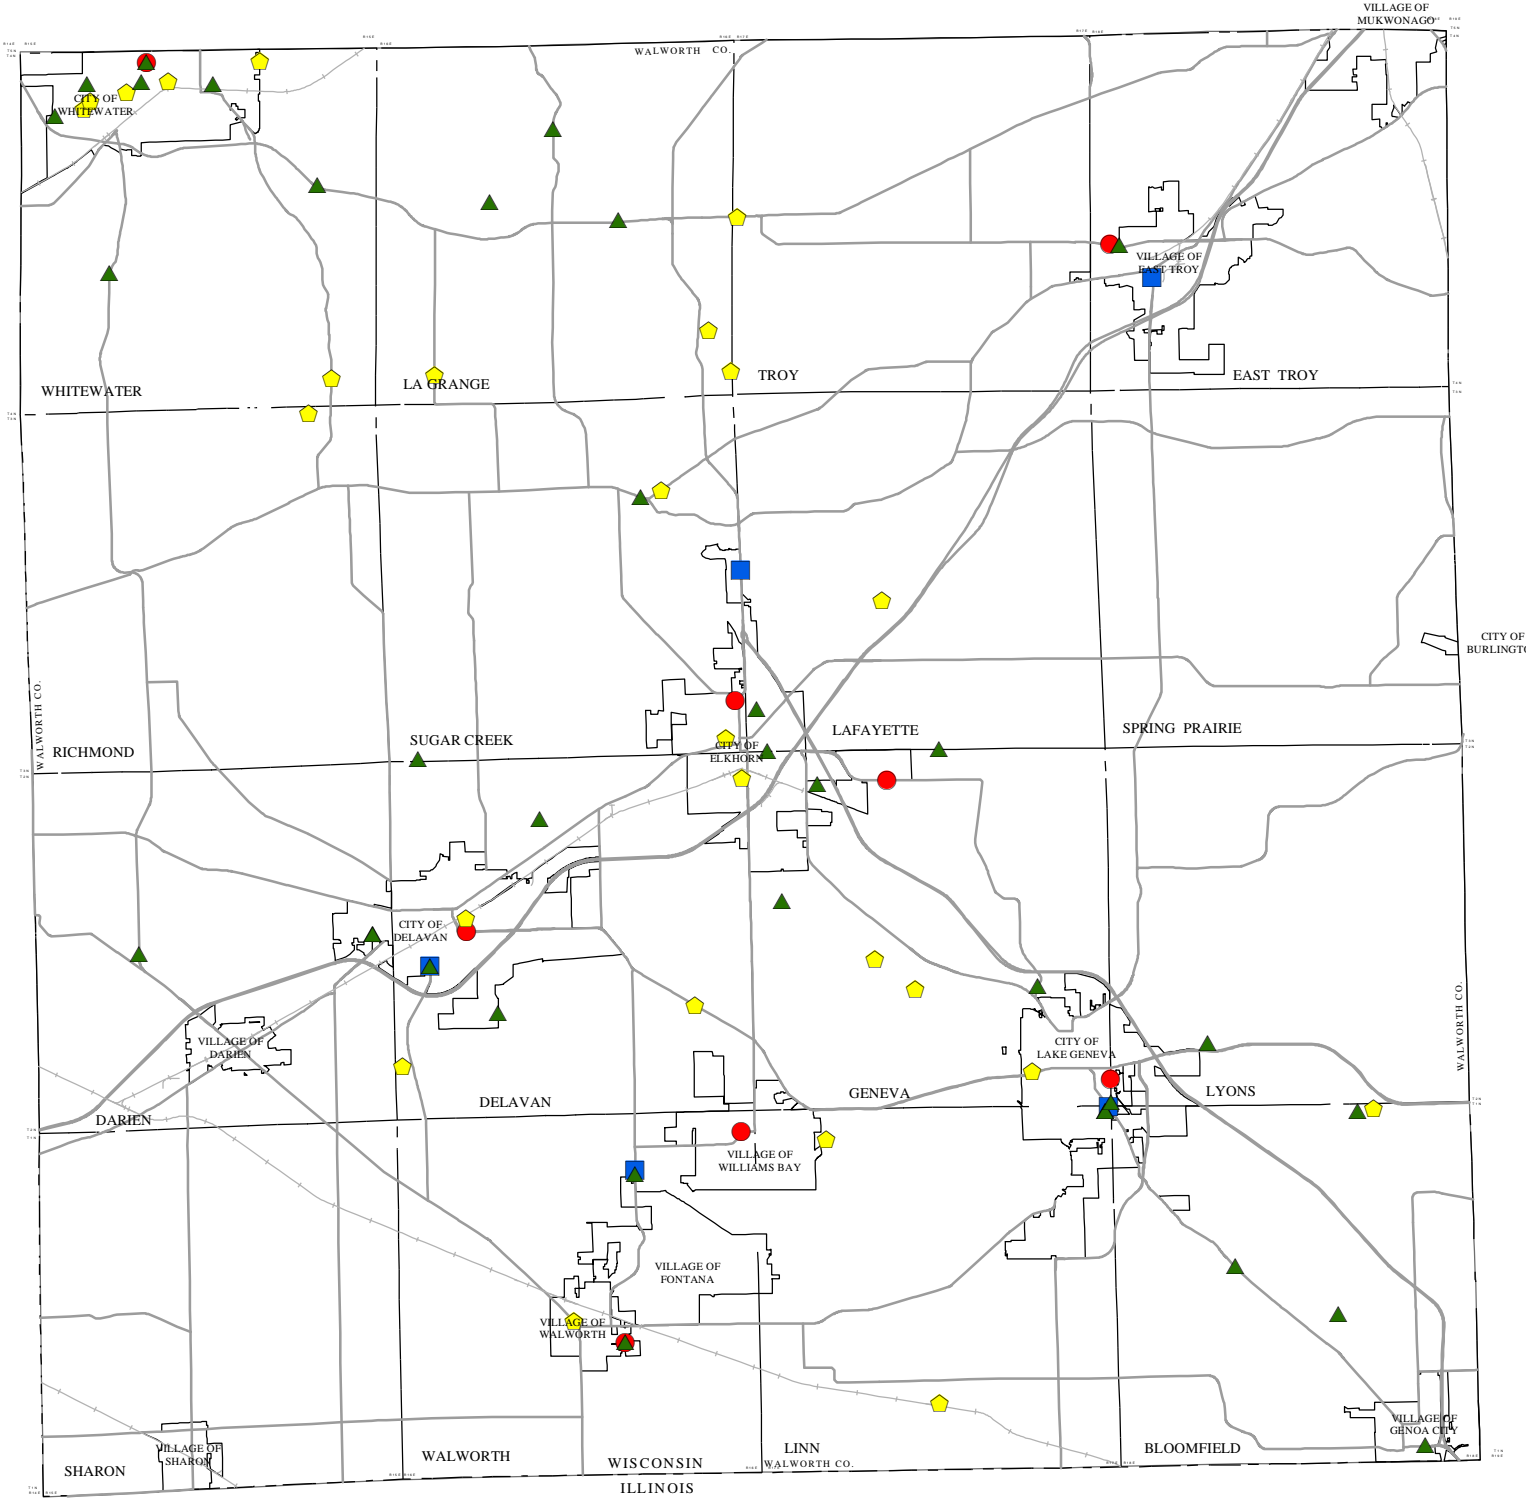 VILLAGE OF
MUKWONAGO
WALWORTH CO.
CITY OF
WHITEWATER
VILLAGE OF
EAST TROY
WHITEWATER
LA GRANGE
TROY
EAST TROY
CITY OF
BURLINGT
WALWORTH CO.
RICHMOND
SUGAR CREEK
LAFAYETTE
SPRING PRAIRIE
CITY OF
ELKHORN
CITY OF
DELAVAN
VILLAGE OF
DARIEN
CITY OF
LAKE GENEVA
WALWORTH CO.
DARIEN
DELAVAN
GENEVA
LYONS
VILLAGE OF
WILLIAMS BAY
VILLAGE OF
FONTANA
VILLAGE OF
WALWORTH
VILLAGE OF
SHARON
VILLAGE OF
GENOA CITY
SHARON
WALWORTH
WISCONSIN
LINN
WALWORTH CO.
BLOOMFIELD
ILLINOIS